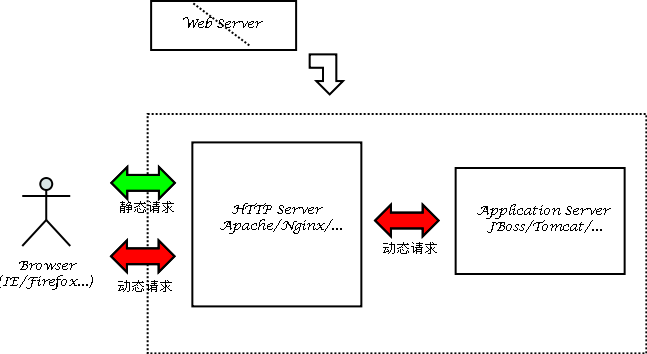 Web Server
静态请求
HTTP Server
Apache/Nginx/...
Application Server
JBoss/Tomcat/...
动态请求
Browser
(IE/Firefox...)
动态请求